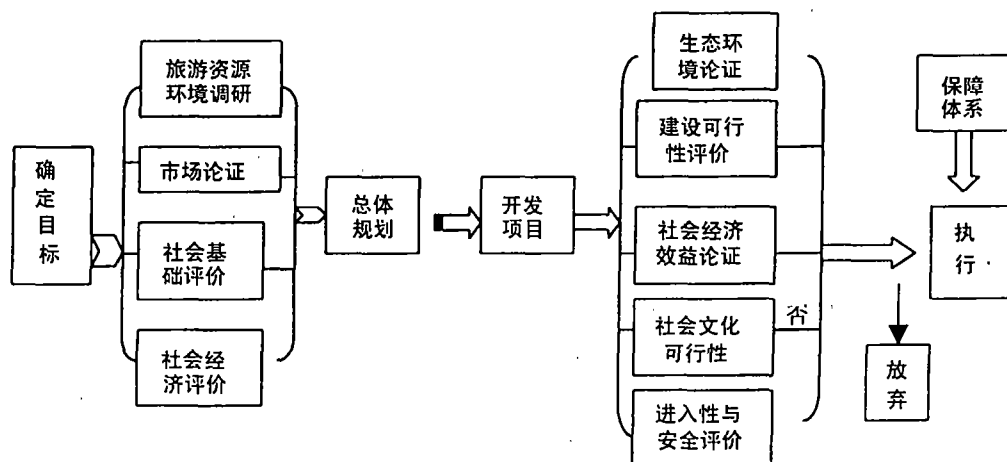 确
定
目
标
旅游资源
环境调研
市场论证
社会基
础评价
社会经
济评价
总体
规划
开发
项目
生态环
境论证
建设可行
性评价
社会经济
效益论证
社会文化
可行性
否
进入性与
安全评价
保障
体系
执
行
放
弃